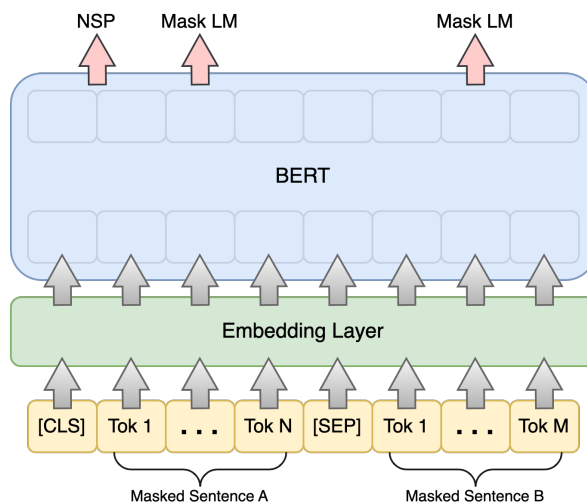 NSP Mask LM Mask LM
BERT
Embedding Layer
[CLS] Tok 1 ... Tok N [SEP] Tok 1 ... Tok M
Masked Sentence A Masked Sentence B